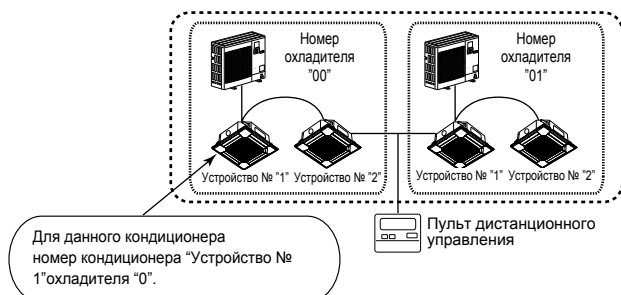 Номер
охладителя
"00"
Номер
охладителя
"01"
Устройство № "1" Устройство № "2"
Устройство № "1" Устройство № "2"
Пульт дистанционного
управления
Для данного кондиционера
номер кондиционера “Устройство №
1”охладителя “0”.